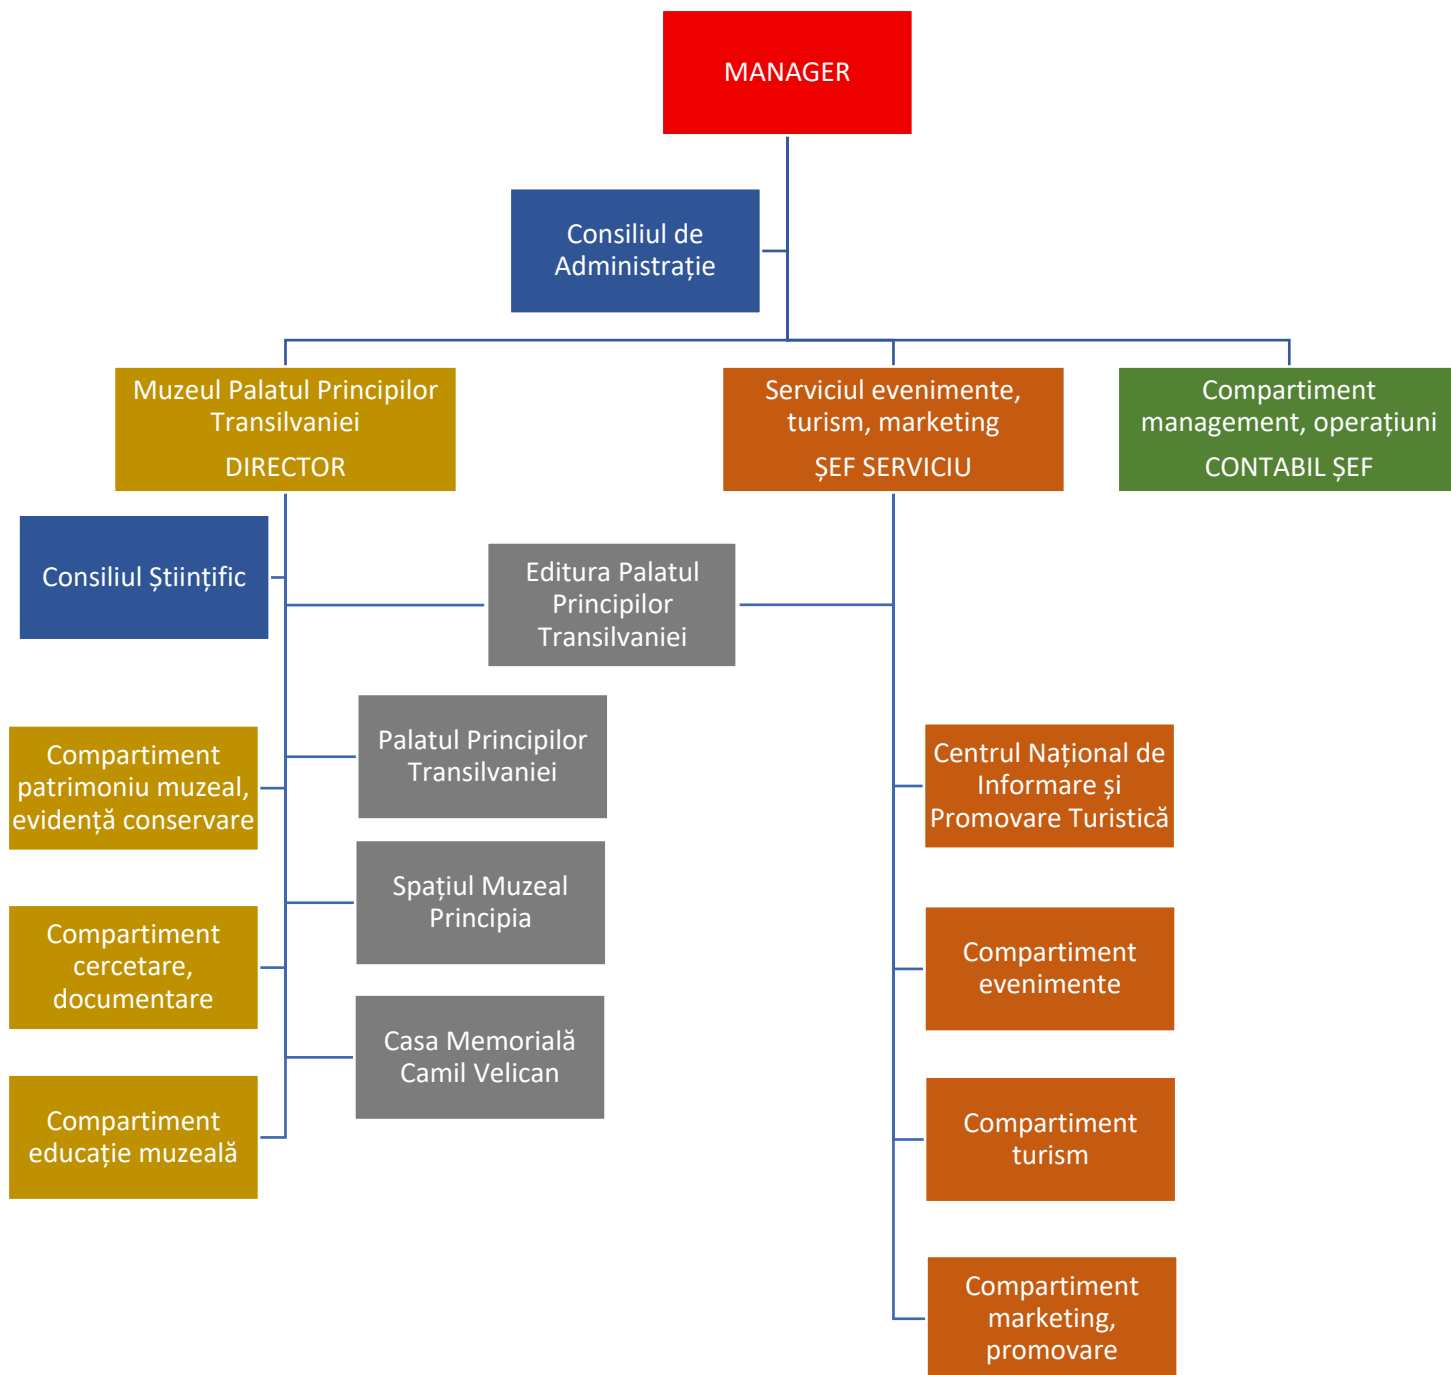 MANAGER
Consiliul de
Administrație
Muzeul Palatul Principilor
Transilvaniei
DIRECTOR
Serviciul evenimente,
turism, marketing
ȘEF SERVICIU
Compartiment
management, operațiuni
CONTABIL ȘEF
Consiliul Științific
Editura Palatul
Principilor
Transilvaniei
Compartiment
patrimoniu muzeal,
evidență conservare
Palatul Principilor
Transilvaniei
Centrul Național de
Informare și
Promovare Turistică
Spațiul Muzeal
Principia
Compartiment
cercetare,
documentare
Compartiment
evenimente
Casa Memorială
Camil Velican
Compartiment
educație muzeală
Compartiment
turism
Compartiment
marketing,
promovare